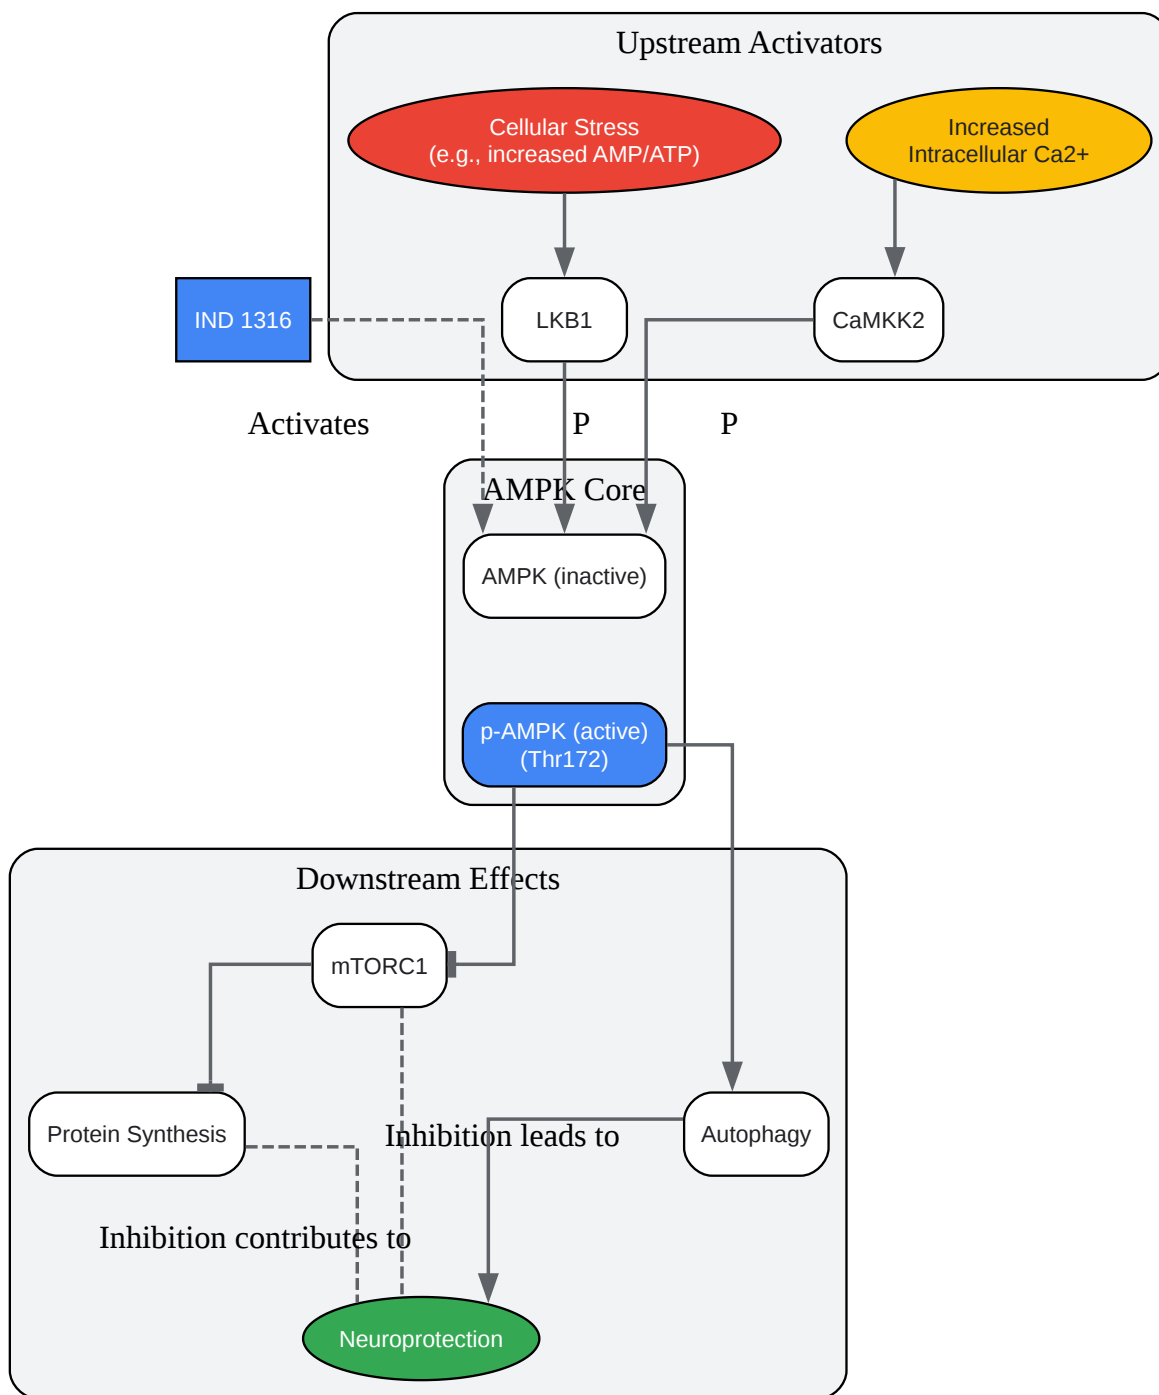 Upstream Activators
Cellular Stress
(e.g., increased AMP/ATP)
Increased
Intracellular Ca2+
IND 1316
LKB1
CaMKK2
Activates
P
P
AMPK Core
AMPK (inactive)
p-AMPK (active)
(Thr172)
Downstream Effects
mTORC1
Protein Synthesis
Inhibition leads to
Autophagy
Inhibition contributes to
Neuroprotection